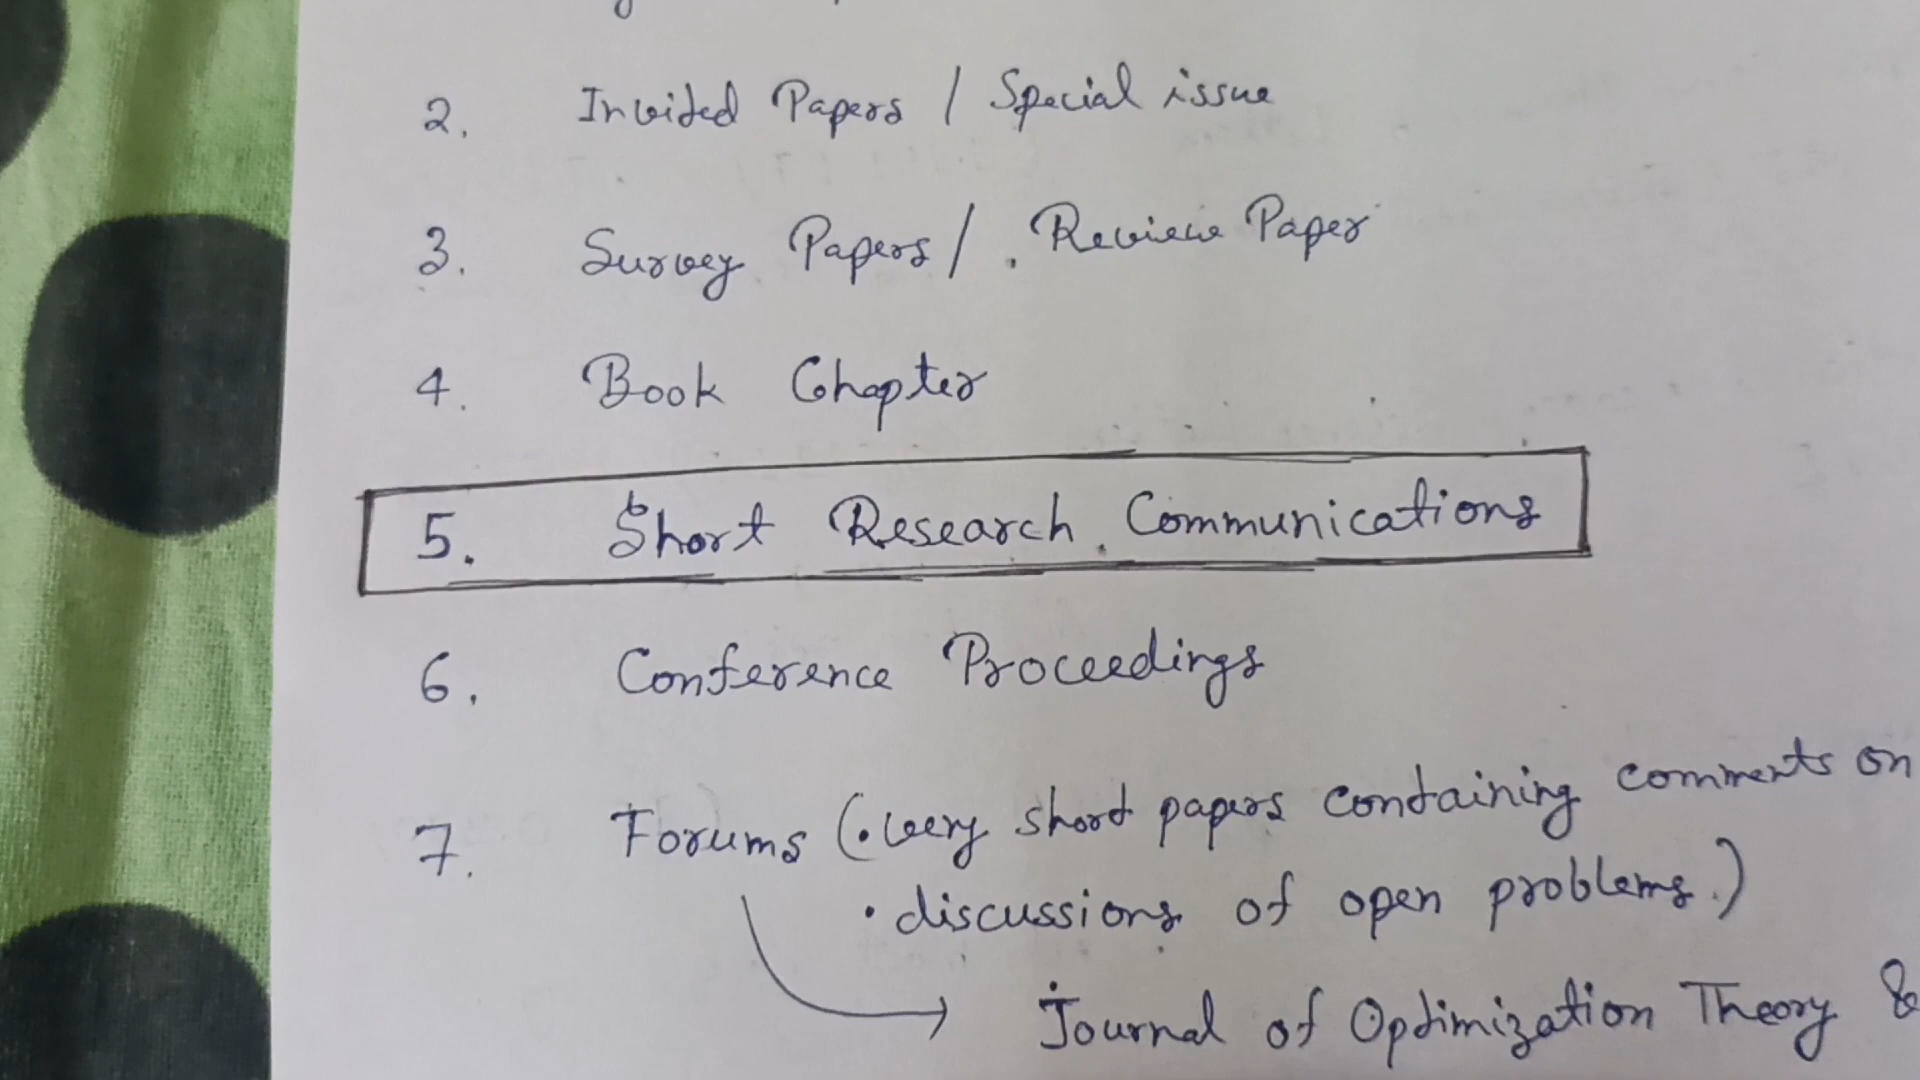 2. Invited Papers / Special issue
3. Survey Papers / Review Paper
4. Book Chapter
5. Short Research Communications
6. Conference Proceedings
7. Forums (very short papers containing comments on
discussions of open problems.)
Journal of Optimization Theory &